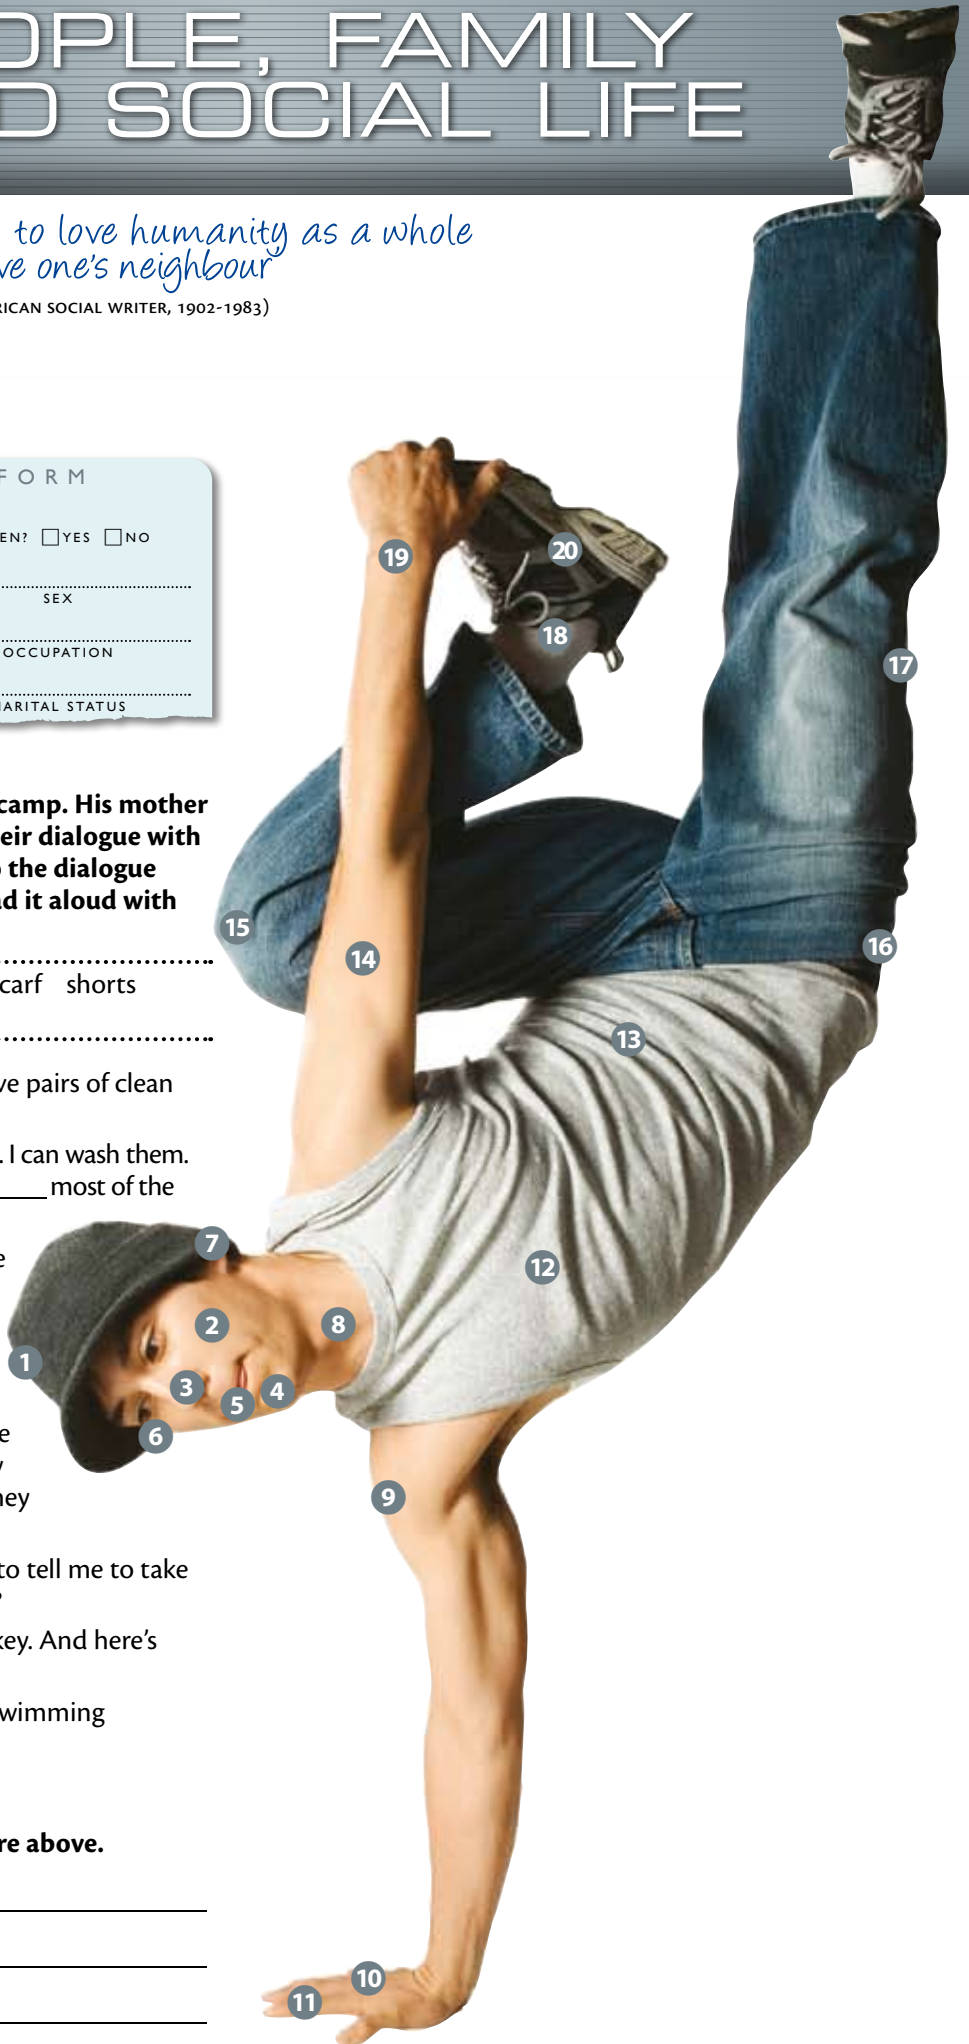 OPLE, FAMILY
D SOCIAL LIFE
to love humanity as a whole
ve one's neighbour'
RICAN SOCIAL WRITER, 1902-1983)
FORM
EN? YES NO
SEX
OCCUPATION
ARITAL STATUS
camp. His mother
eir dialogue with
the dialogue
d it aloud with
carf shorts
ve pairs of clean
. I can wash them.
most of the
e
e
y
hey
to tell me to take
?
key. And here's
wimming
re above.
20
19
18
17
15
16
14
13
7
12
2
8
1
3
4
5
6
9
10
11